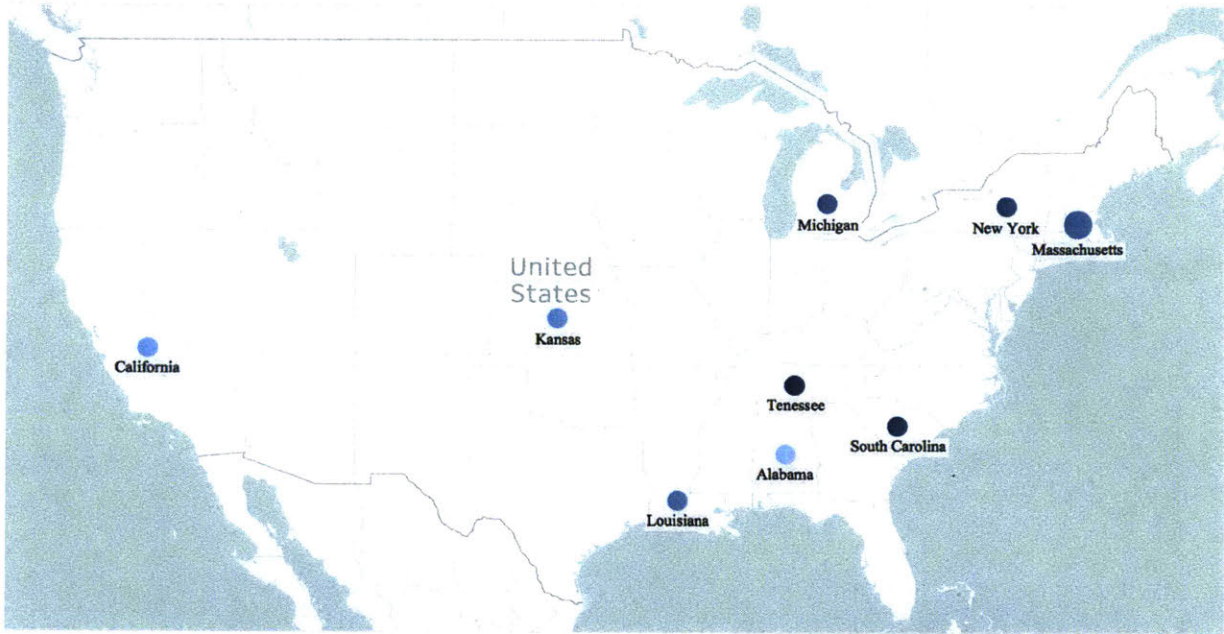 Michigan
New York
Massachusetts
United
States
Kansas
California
Tenessee
South Carolina
Alabama
Louisiana